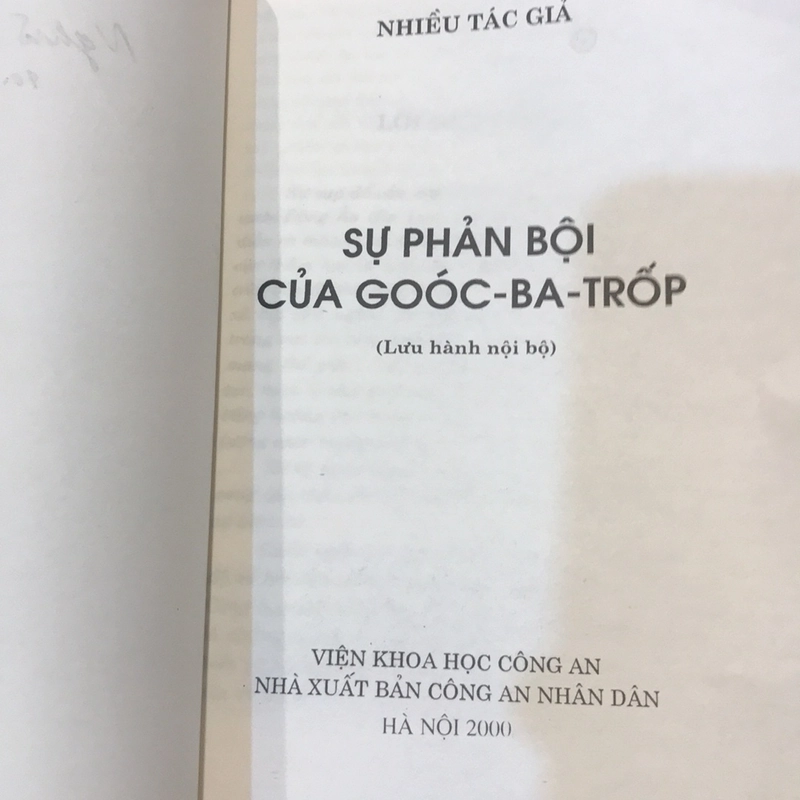 NHIỀU TÁC GIẢ
SỰ PHẢN BỘI
CỦA GOÓC-BA-TRỐP
(Lưu hành nội bộ)
VIỆN KHOA HỌC CÔNG AN
NHÀ XUẤT BẢN CÔNG AN NHÂN DÂN
HÀ NỘI 2000